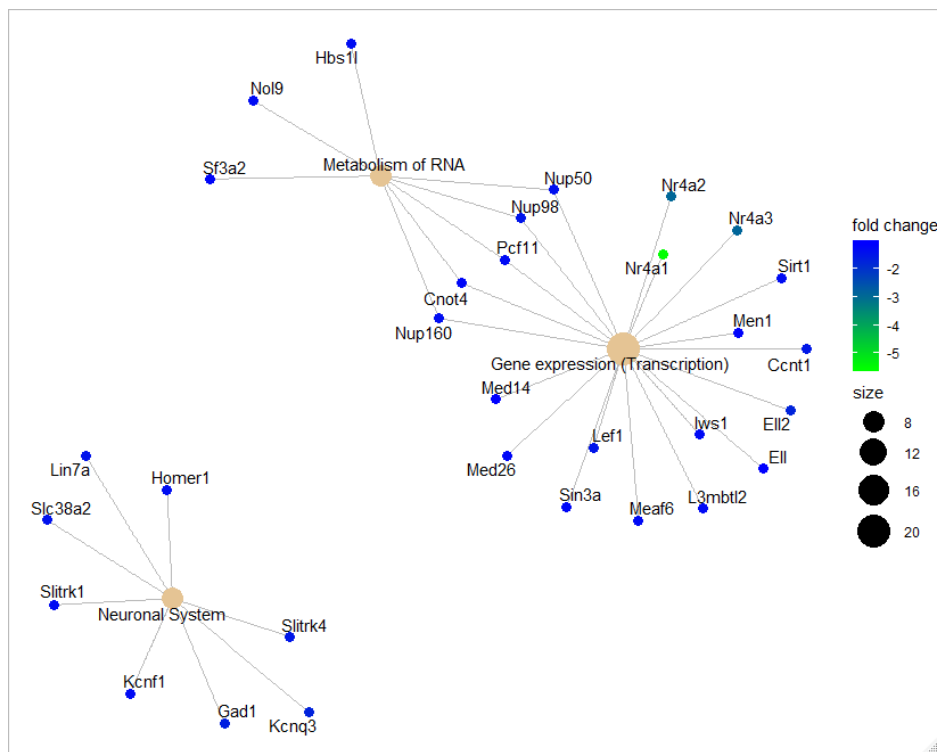 Hbs1l
Nol9
Sf3a2
Metabolism of RNA
Nup50
Nup98
Pcf11
Cnot4
Nup160
Nr4a2
Nr4a3
Nr4a1
Sirt1
Men1
Ccnt1
Gene expression (Transcription)
Med14
Ell2
Iws1
Lef1
Ell
Med26
Sin3a
Meaf6
L3mbtl2
Lin7a
Homer1
Slc38a2
Slitrk1
Neuronal System
Slitrk4
Kcnf1
Gad1
Kcnq3
fold change
-2
-3
-4
-5
size
8
12
16
20